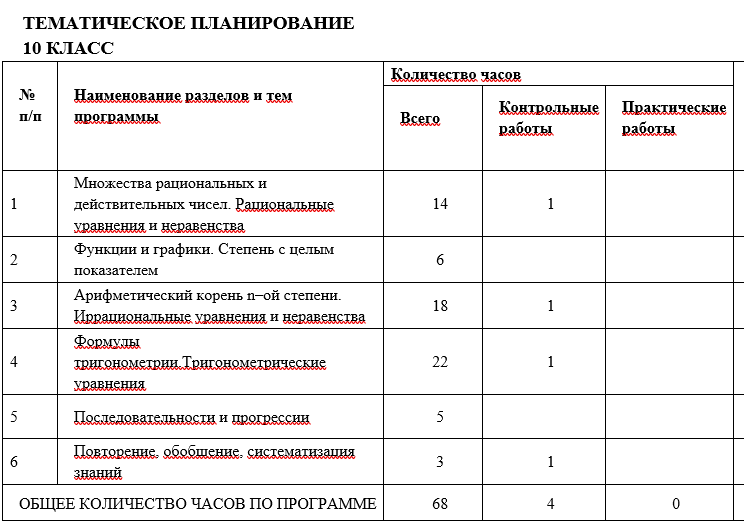 ТЕМАТИЧЕСКОЕ ПЛАНИРОВАНИЕ
10 КЛАСС
№
п/п
Наименование разделов и тем
программы
Количество часов
Всего
Контрольные
работы
Практические
работы
1
Множества рациональных и
действительных чисел. Рациональные
уравнения и неравенства
14
1
2
Функции и графики. Степень с целым
показателем
6
3
Арифметический корень n–ой степени.
Иррациональные уравнения и неравенства
18
1
4
Формулы
тригонометрии.Тригонометрические
уравнения
22
1
5
Последовательности и прогрессии
5
6
Повторение, обобщение, систематизация
знаний
3
1
ОБЩЕЕ КОЛИЧЕСТВО ЧАСОВ ПО ПРОГРАММЕ
68
4
0